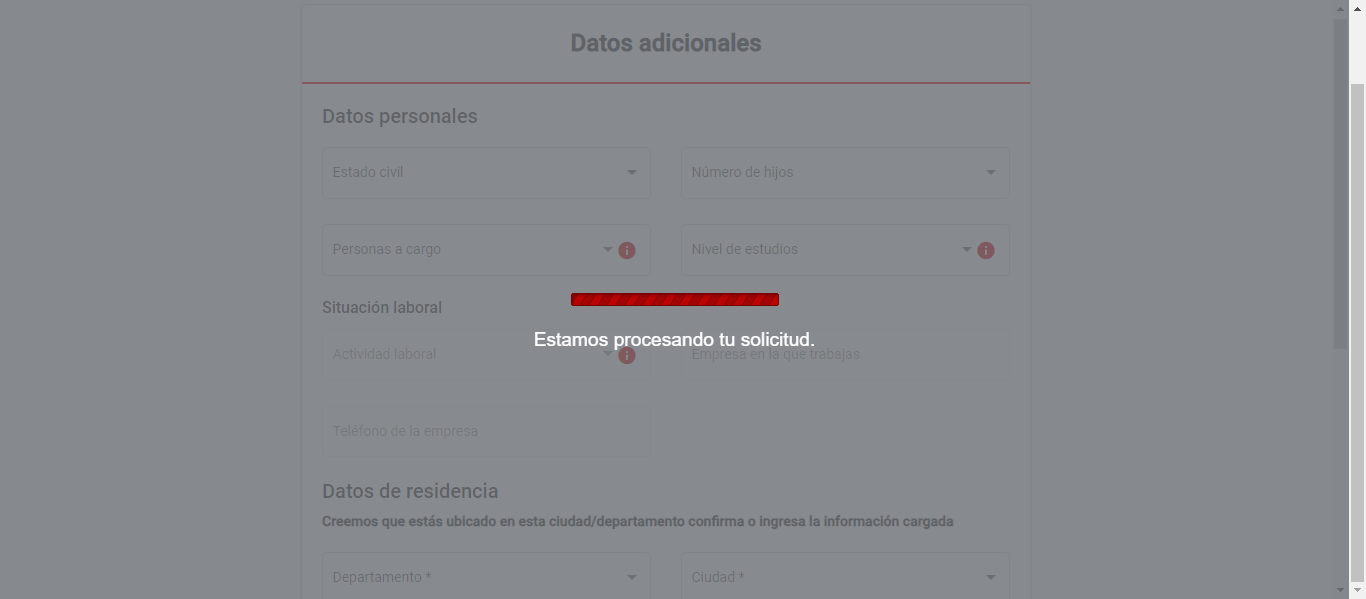 Datos adicionales
Datos personales
Estado civil
Número de hijos
Personas a cargo
Nivel de estudios
Situación laboral
Estamos procesando tu solicitud.
Actividad laboral
Empresa en la que trabajas
Teléfono de la empresa
Datos de residencia
Creemos que estás ubicado en esta ciudad/departamento confirma o ingresa la información cargada
Departamento *
Ciudad *